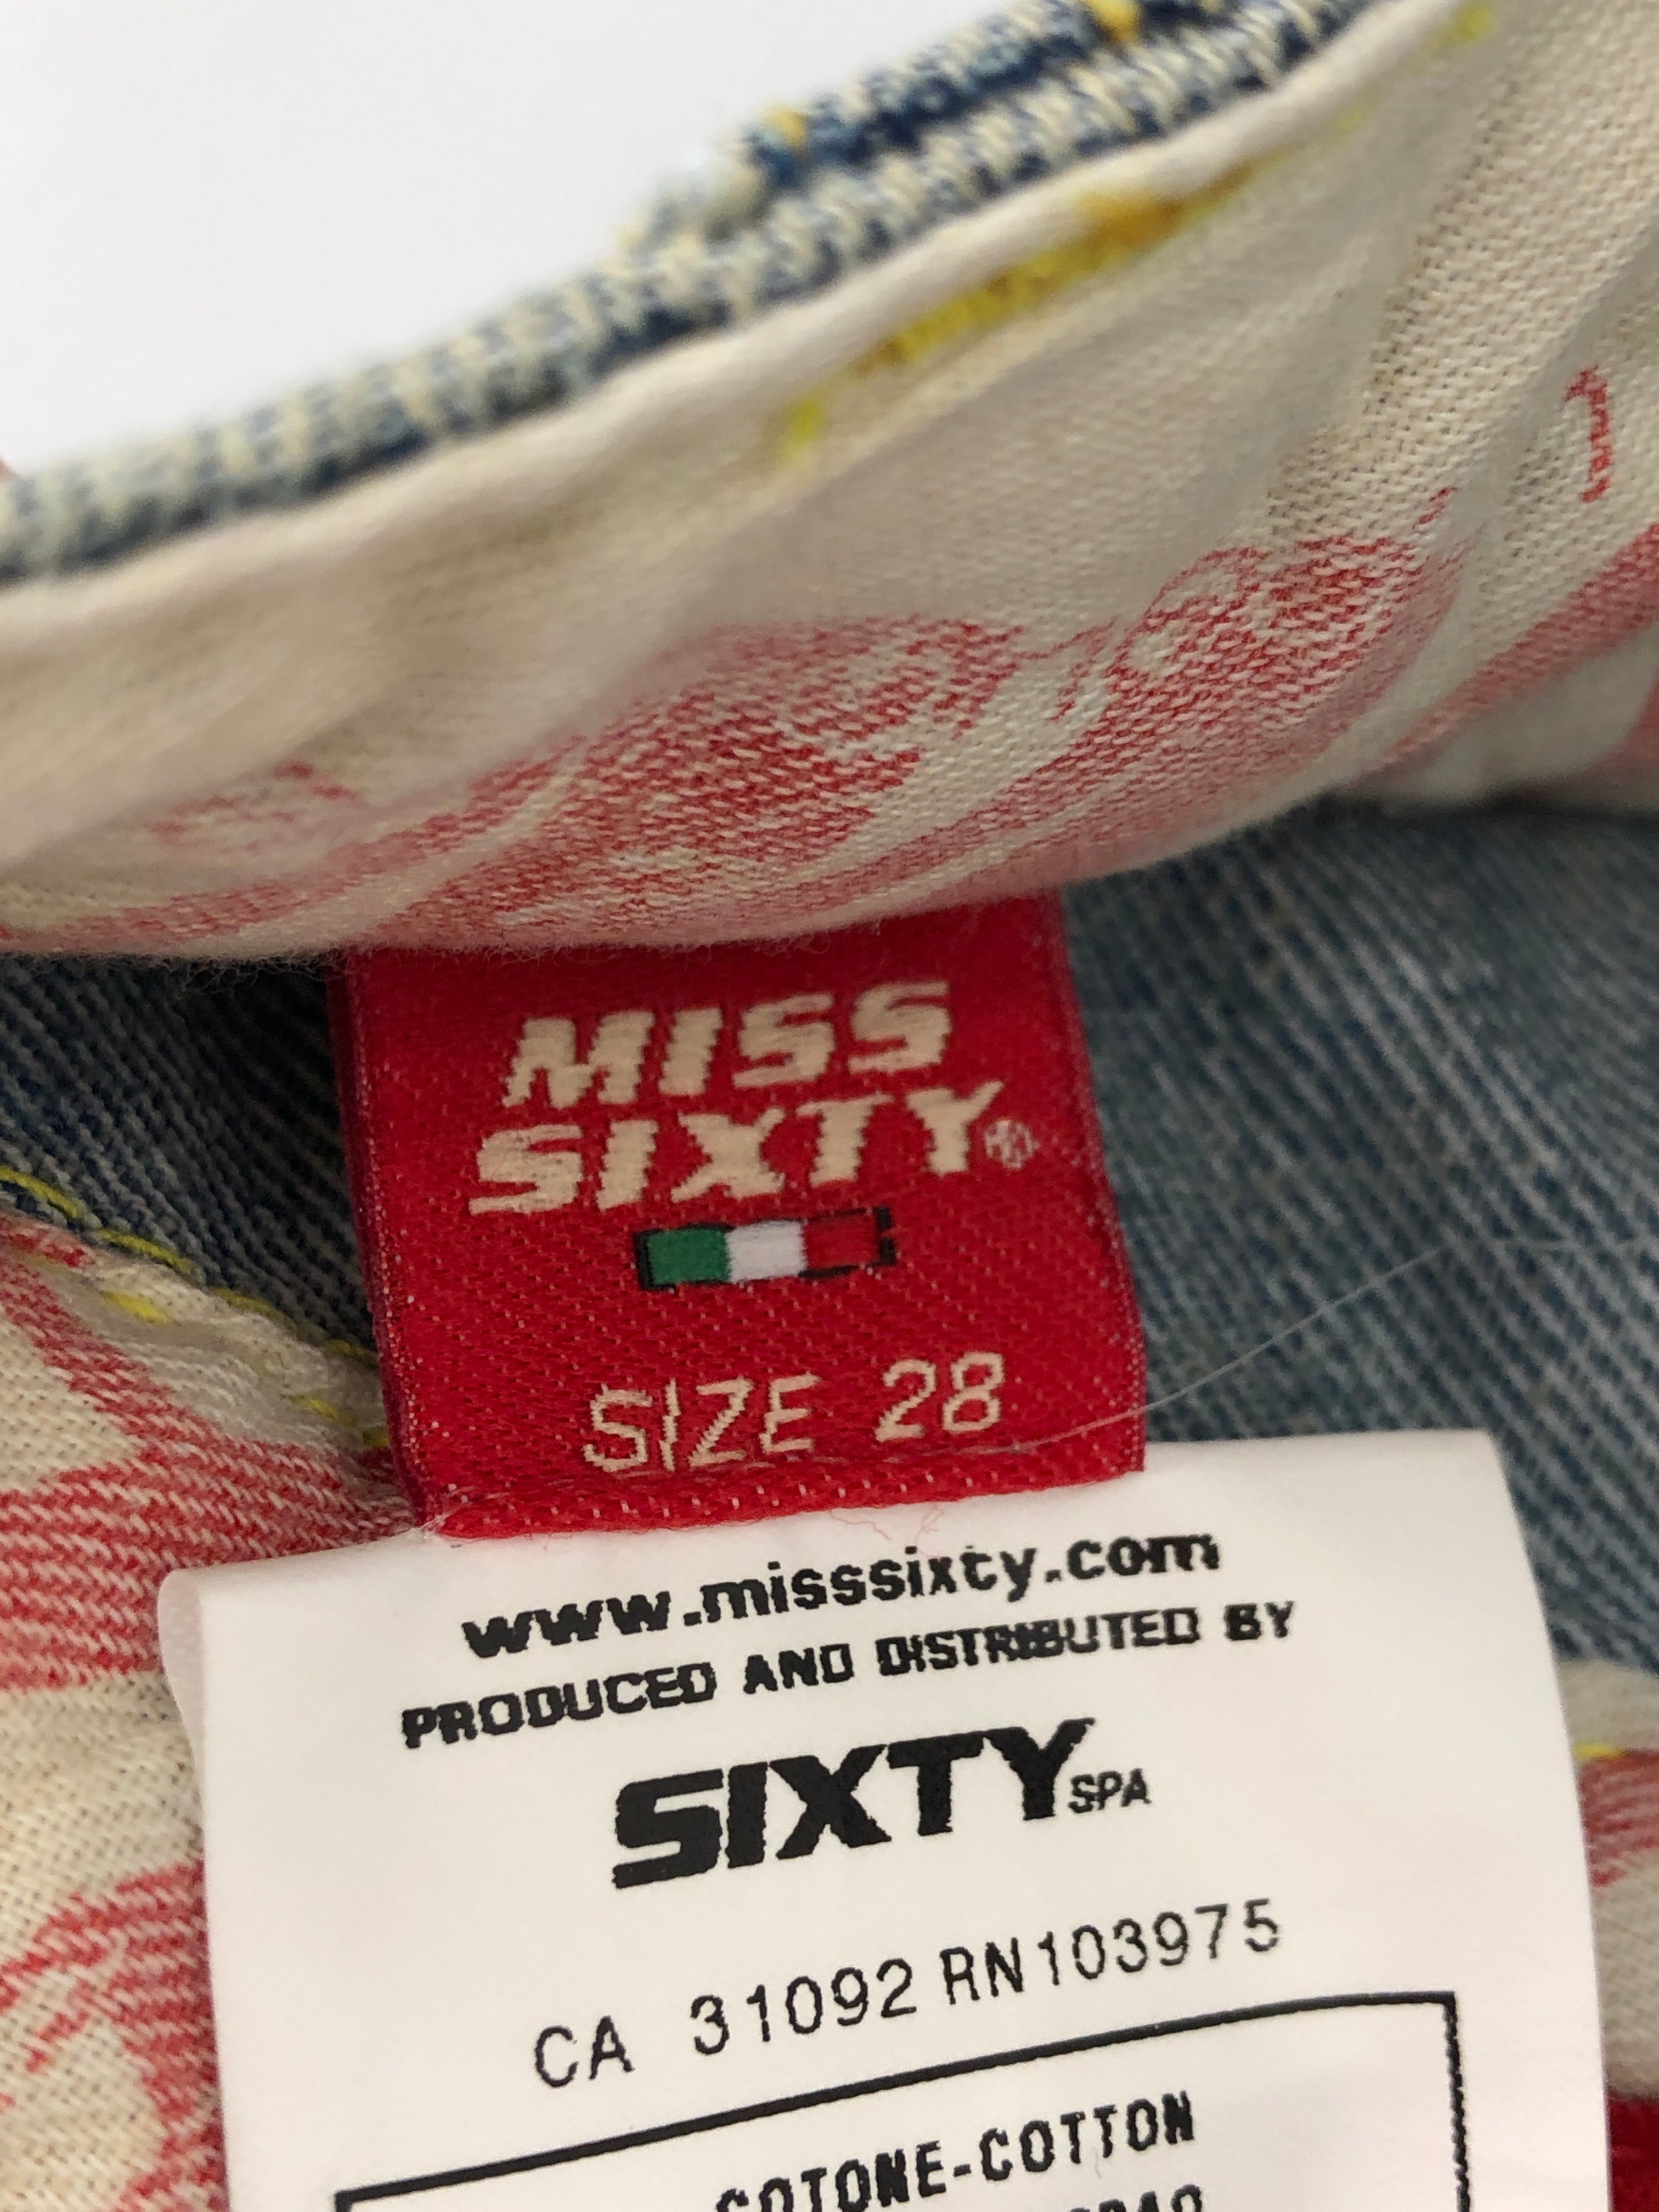 MISS
SIXTY®
SIZE 28
www.misssixty.com
PRODUCED AND DISTRIBUTED BY
SIXTY SPA
CA 31092 RN103975
COTONE-COTTON